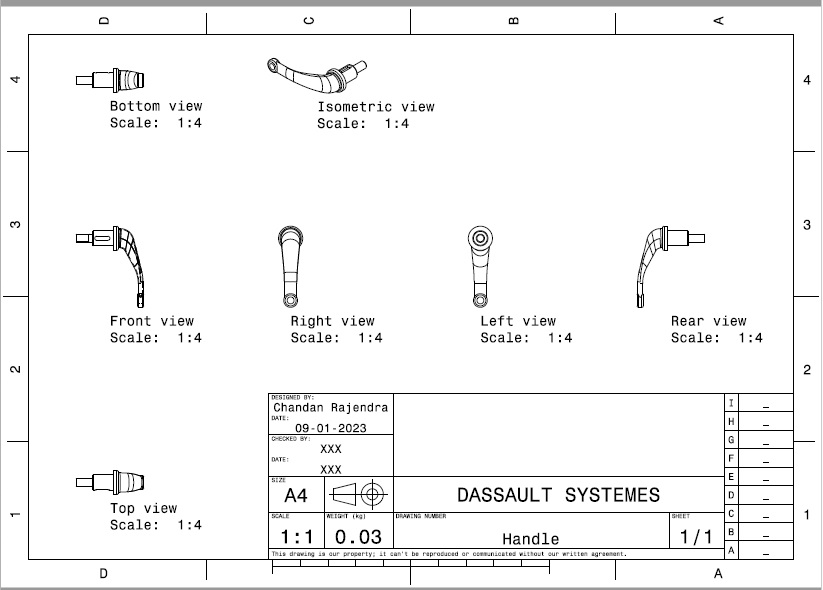 D C B A
4 4
Bottom view
Scale: 1:4
Isometric view
Scale: 1:4
3 3
Front view
Scale: 1:4
Right view
Scale: 1:4
Left view
Scale: 1:4
Rear view
Scale: 1:4
2 2
DESIGNED BY:
Chandan Rajendra
DATE:
09-01-2023
CHECKED BY:
XXX
DATE:
XXX
SIZE
A4
DASSAULT SYSTEMES
SCALE
1:1
WEIGHT (kg)
0.03
DRAWING NUMBER
Handle
SHEET
1/1
This drawing is our property; it can't be reproduced or communicated without our written agreement.
I _
H _
G _
F _
E _
D _
C _
B _
A _
Top view
Scale: 1:4
1 1
D A